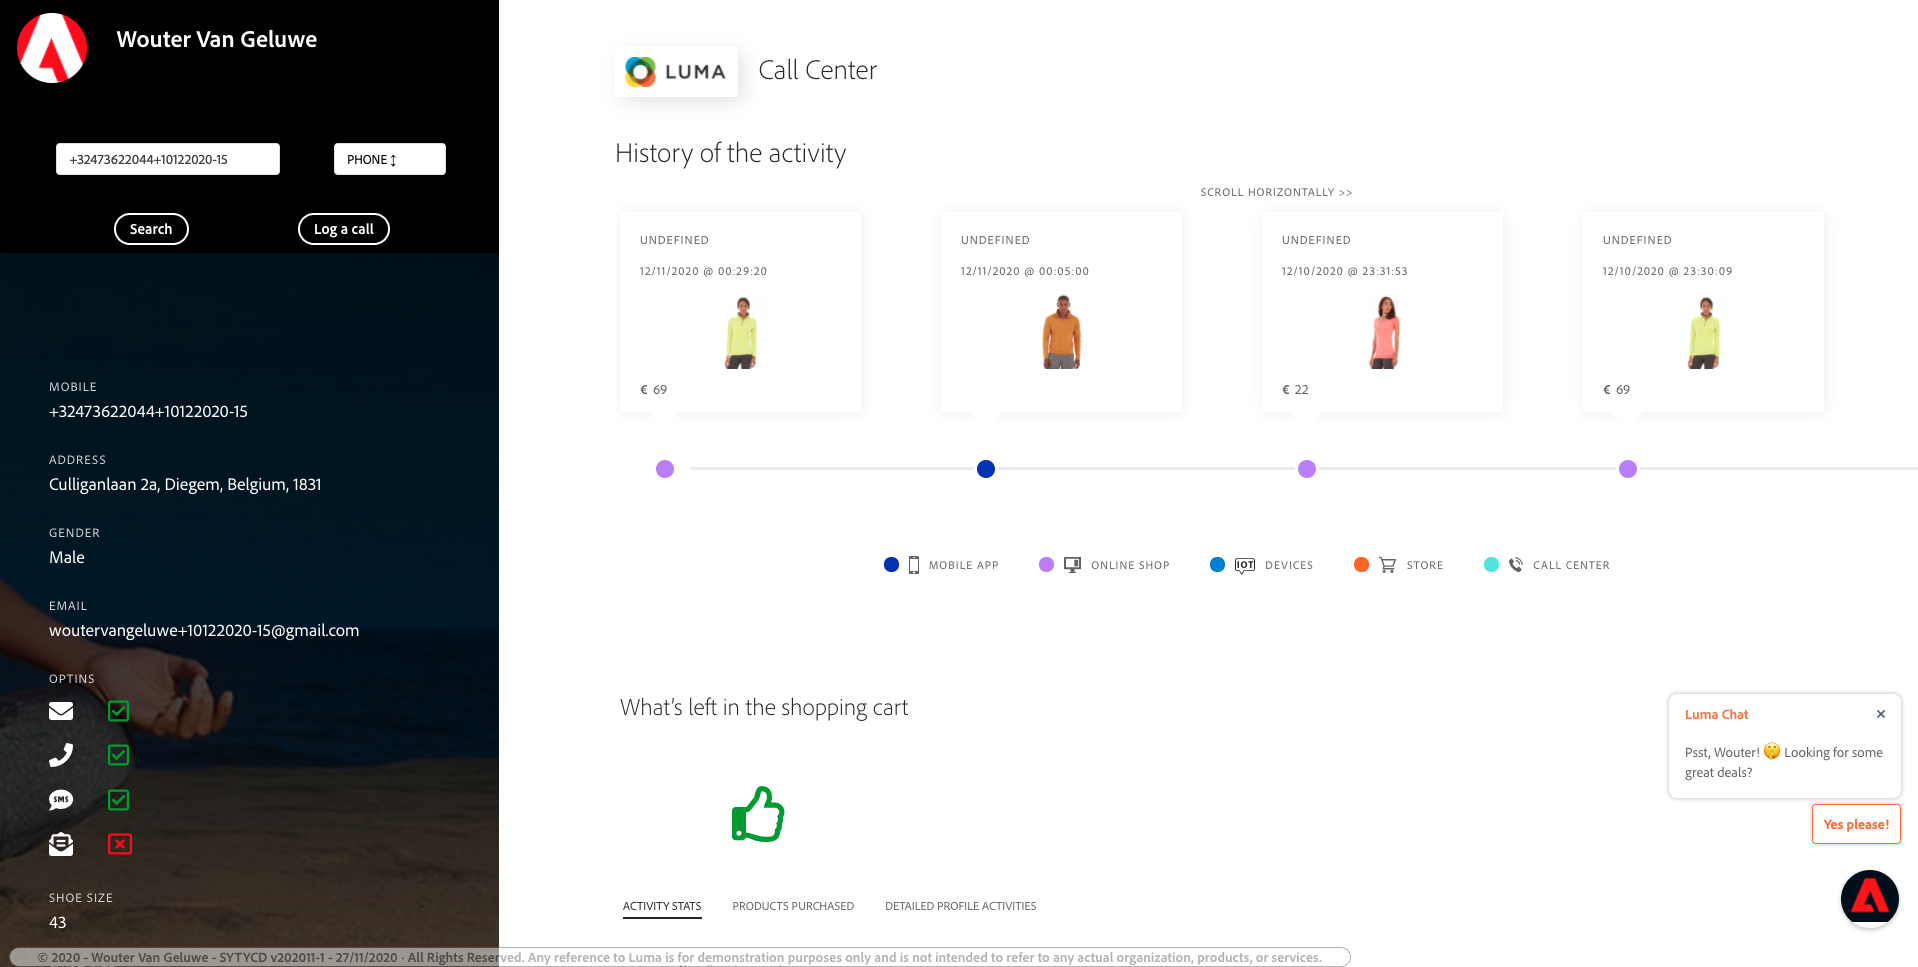 Wouter Van Geluwe
+32473622044+10122020-15
PHONE
Search
Log a call
MOBILE
+32473622044+10122020-15
ADDRESS
Culliganlaan 2a, Diegem, Belgium, 1831
GENDER
Male
EMAIL
woutervangeluwe+10122020-15@gmail.com
OPTINS
SMS
SHOE SIZE
43
LUMA
Call Center
History of the activity
SCROLL HORIZONTALLY >>
UNDEFINED
12/11/2020 @ 00:29:20
€ 69
UNDEFINED
12/11/2020 @ 00:05:00
UNDEFINED
12/10/2020 @ 23:31:53
€ 22
UNDEFINED
12/10/2020 @ 23:30:09
€ 69
MOBILE APP
ONLINE SHOP
IOT DEVICES
STORE
CALL CENTER
What's left in the shopping cart
Luma Chat
×
Psst, Wouter! 🤫 Looking for some
great deals?
Yes please!
ACTIVITY STATS
PRODUCTS PURCHASED
DETAILED PROFILE ACTIVITIES
© 2020 - Wouter Van Geluwe - SYTYCD v202011-1 - 27/11/2020 · All Rights Reserved. Any reference to Luma is for demonstration purposes only and is not intended to refer to any actual organization, products, or services.